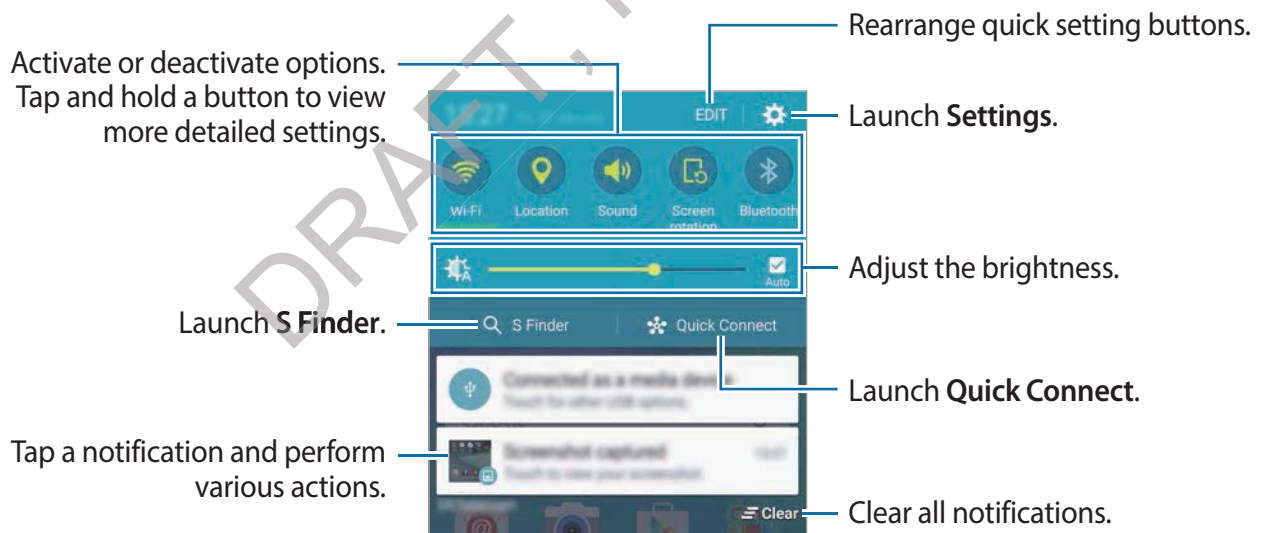 DRAFT,
Rearrange quick setting buttons.
Activate or deactivate options.
Tap and hold a button to view
more detailed settings.
EDIT
Launch Settings.
Wi-Fi
Location
Sound
Screen
rotation
Bluetooth
Auto
Adjust the brightness.
Launch S Finder.
S Finder
Quick Connect
Connected as a media device
Touch for other USB options.
Launch Quick Connect.
Screenshot captured
Touch to view your screenshot.
Tap a notification and perform
various actions.
Clear
Clear all notifications.